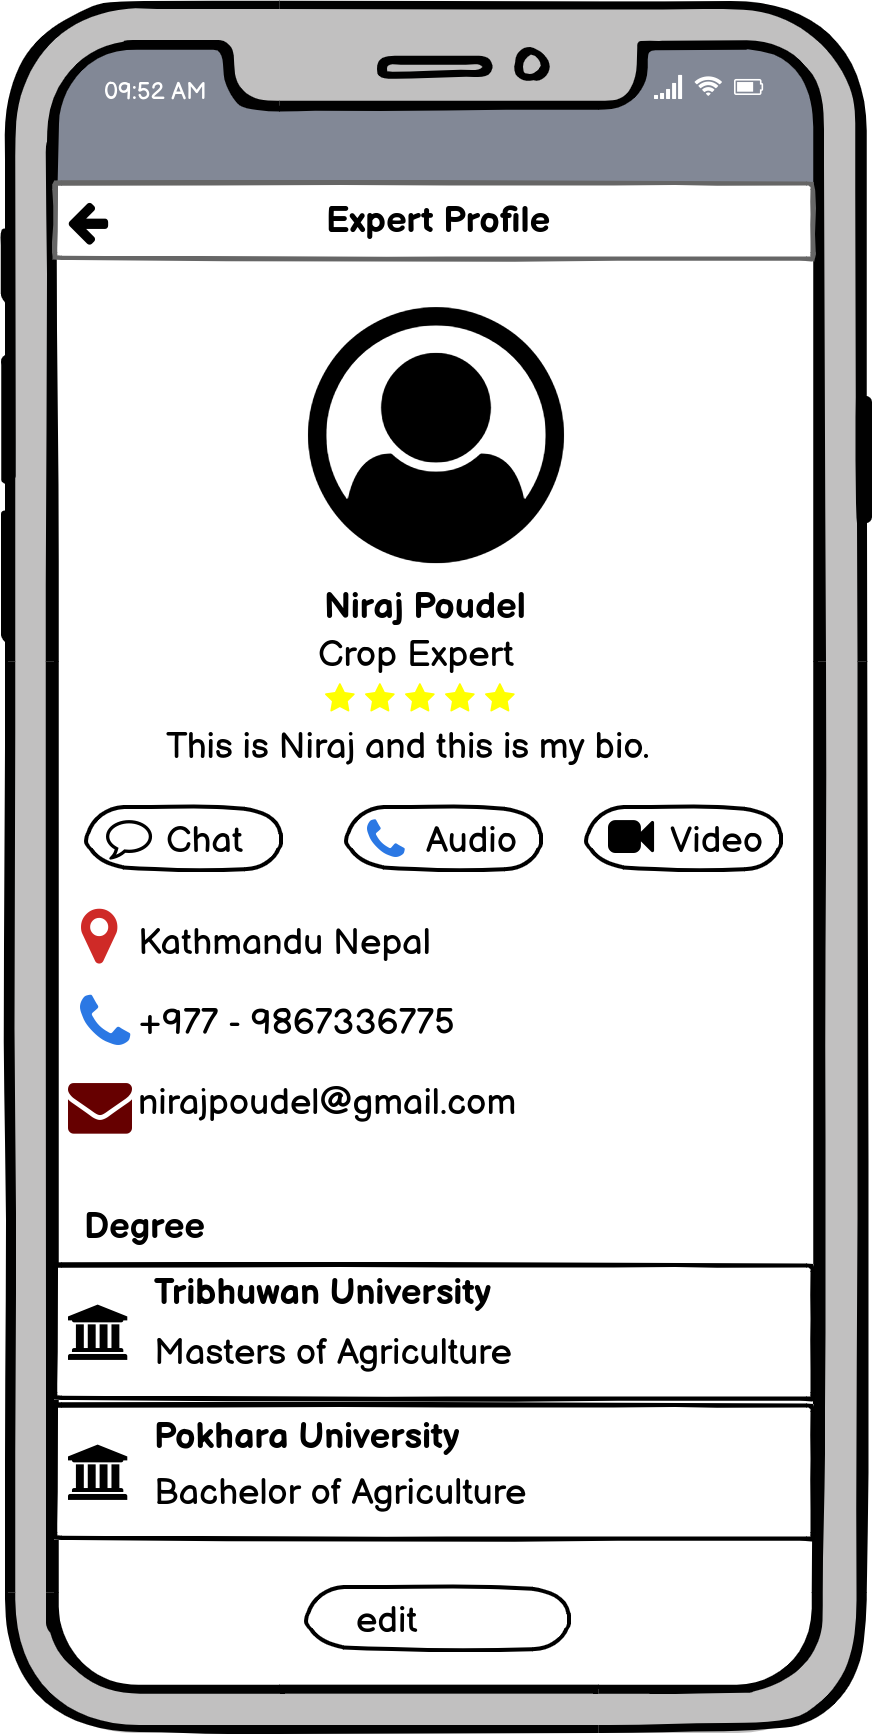 09:52 AM
Expert Profile
Niraj Poudel
Crop Expert
This is Niraj and this is my bio.
Chat
Audio
Video
Kathmandu Nepal
+977 - 9867336775
nirajpoudel@gmail.com
Degree
Tribhuwan University
Masters of Agriculture
Pokhara University
Bachelor of Agriculture
edit